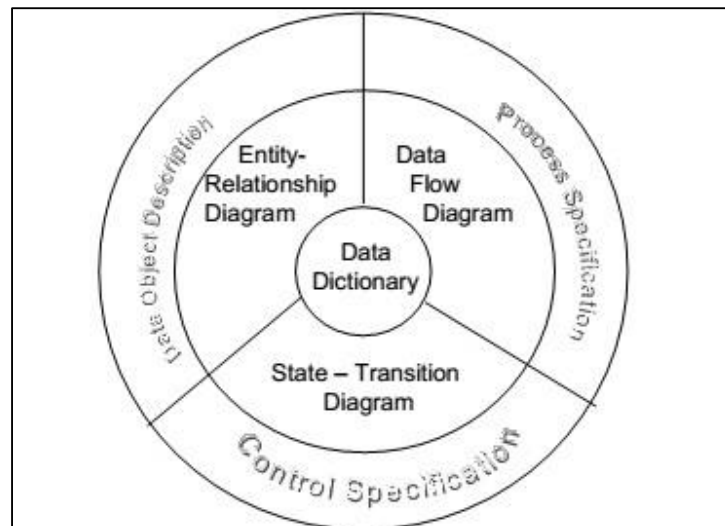 Data Object Description
Process Specification
Entity-
Relationship
Diagram
Data
Flow
Diagram
Data
Dictionary
State – Transition
Diagram
Control Specification